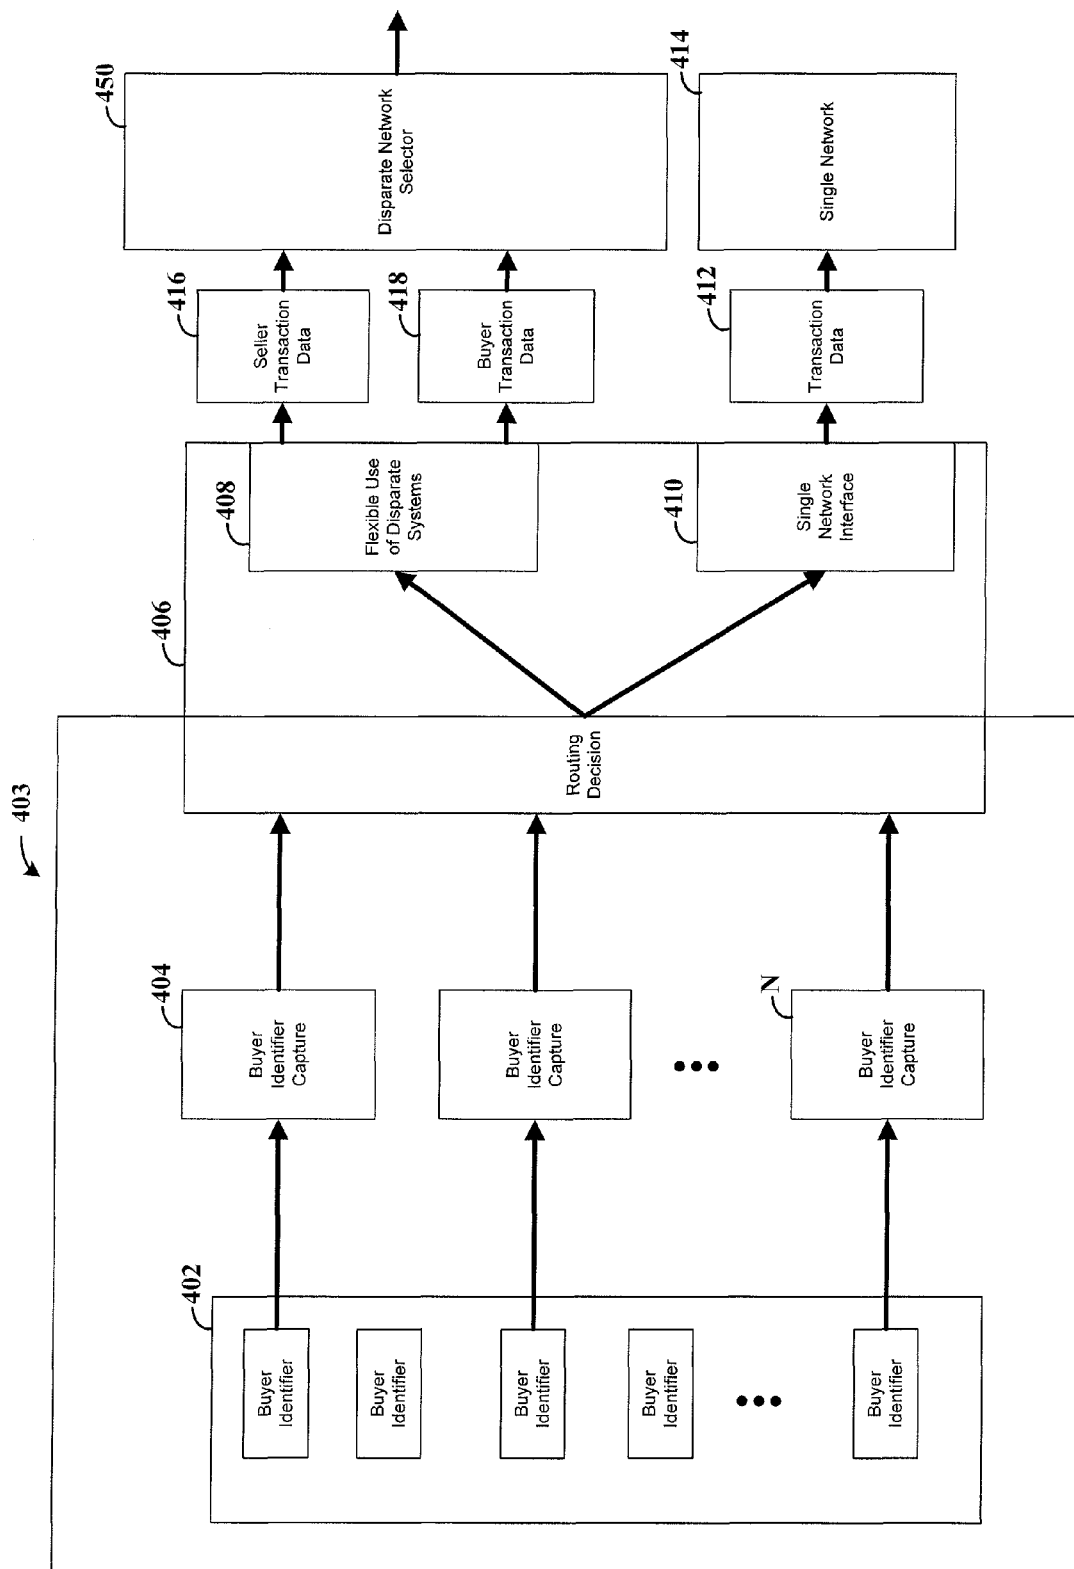 403
402
Buyer
Identifier
Buyer
Identifier
Buyer
Identifier
Buyer
Identifier
•••
Buyer
Identifier
404
Buyer
Identifier
Capture
Buyer
Identifier
Capture
•••
N
Buyer
Identifier
Capture
406
Routing
Decision
408
Flexible Use
of Disparate
Systems
410
Single
Network
Interface
416
Seller
Transaction
Data
418
Buyer
Transaction
Data
412
Transaction
Data
450
Disparate Network
Selector
414
Single Network